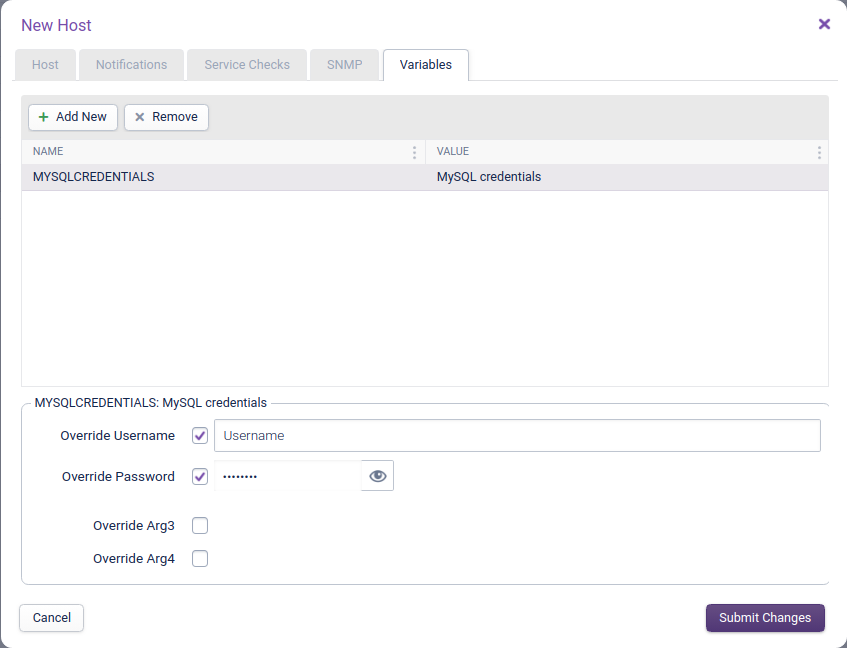 New Host
Host Notifications Service Checks SNMP Variables
Add New Remove
NAME VALUE
MYSQLCREDENTIALS MySQL credentials
MYSQLCREDENTIALS: MySQL credentials
Override Username Username
Override Password ••••••••
Override Arg3
Override Arg4
Cancel Submit Changes